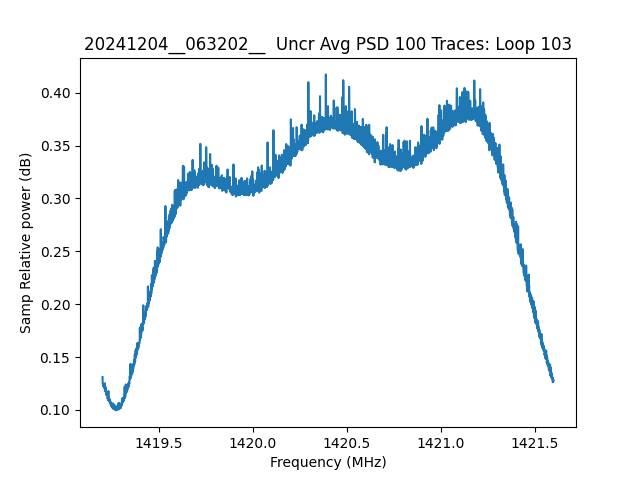 20241204__063202__ Uncr Avg PSD 100 Traces: Loop 103
Samp Relative power (dB)
0.40
0.35
0.30
0.25
0.20
0.15
0.10
1419.5 1420.0 1420.5 1421.0 1421.5
Frequency (MHz)